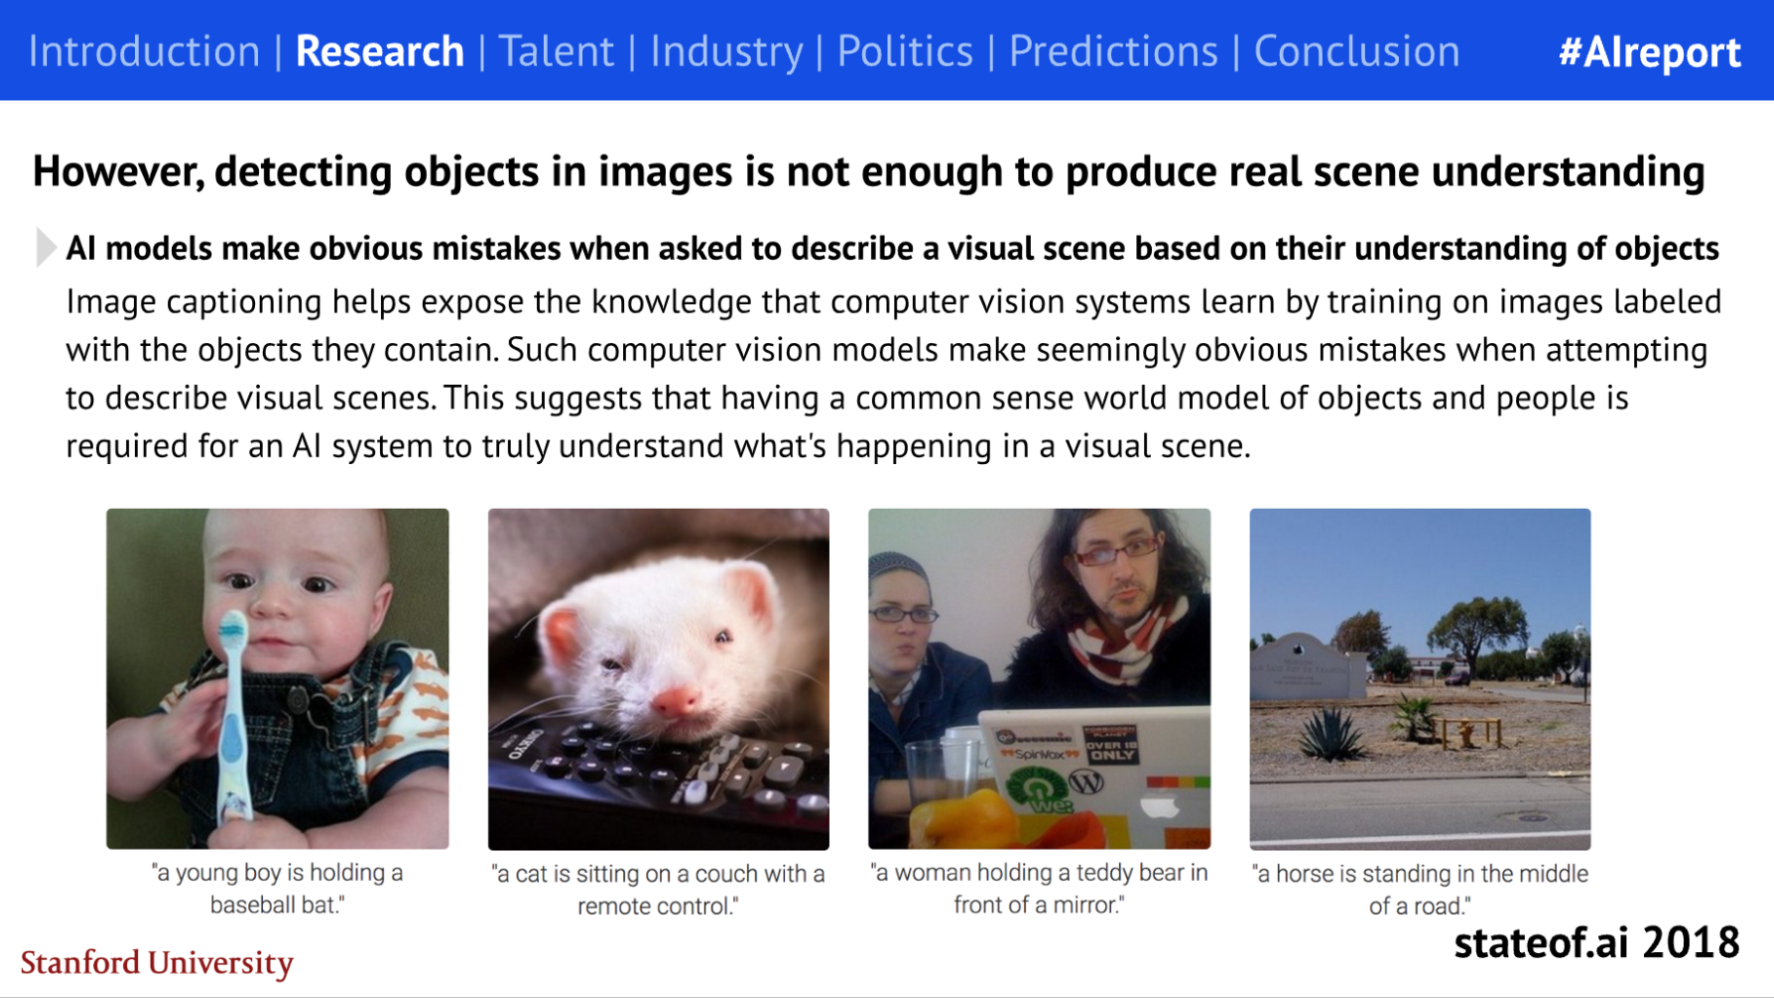 Introduction | Research | Talent | Industry | Politics | Predictions | Conclusion #AIreport
However, detecting objects in images is not enough to produce real scene understanding
AI models make obvious mistakes when asked to describe a visual scene based on their understanding of objects
Image captioning helps expose the knowledge that computer vision systems learn by training on images labeled
with the objects they contain. Such computer vision models make seemingly obvious mistakes when attempting
to describe visual scenes. This suggests that having a common sense world model of objects and people is
required for an AI system to truly understand what's happening in a visual scene.
ONKYO
SpinVox
OVER 18
ONLY
we:
"a young boy is holding a
baseball bat."
"a cat is sitting on a couch with a
remote control."
"a woman holding a teddy bear in
front of a mirror."
"a horse is standing in the middle
of a road."
stateof.ai 2018
Stanford University